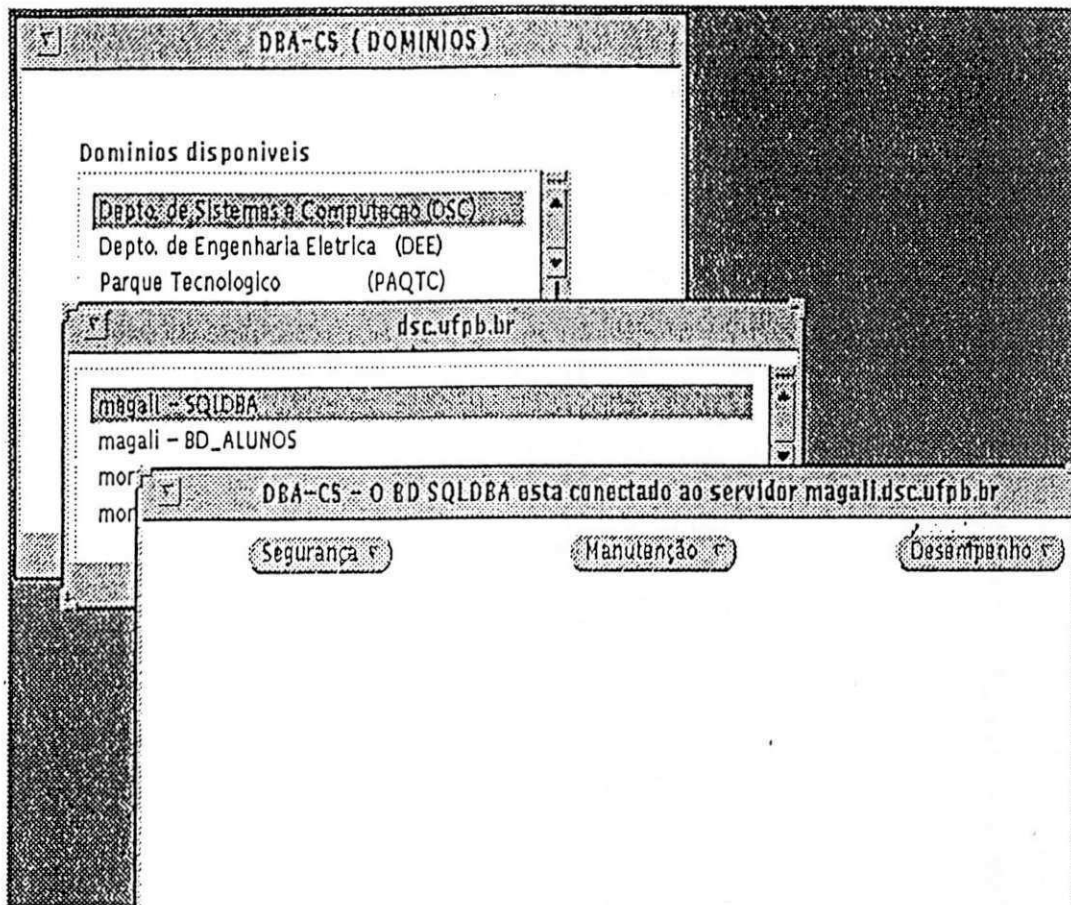 DBA-CS ( DOMINIOS )
Dominios disponiveis
Depto. de Sistemas e Computacao (DSC)
Depto. de Engenharia Eletrica (DEE)
Parque Tecnologico (PAQTC)
dsc.ufpb.br
magali - SQLDBA
magali - BD_ALUNOS
DBA-CS - O BD SQLDBA esta conectado ao servidor magali.dsc.ufpb.br
Segurança
Manutenção
Desempenho